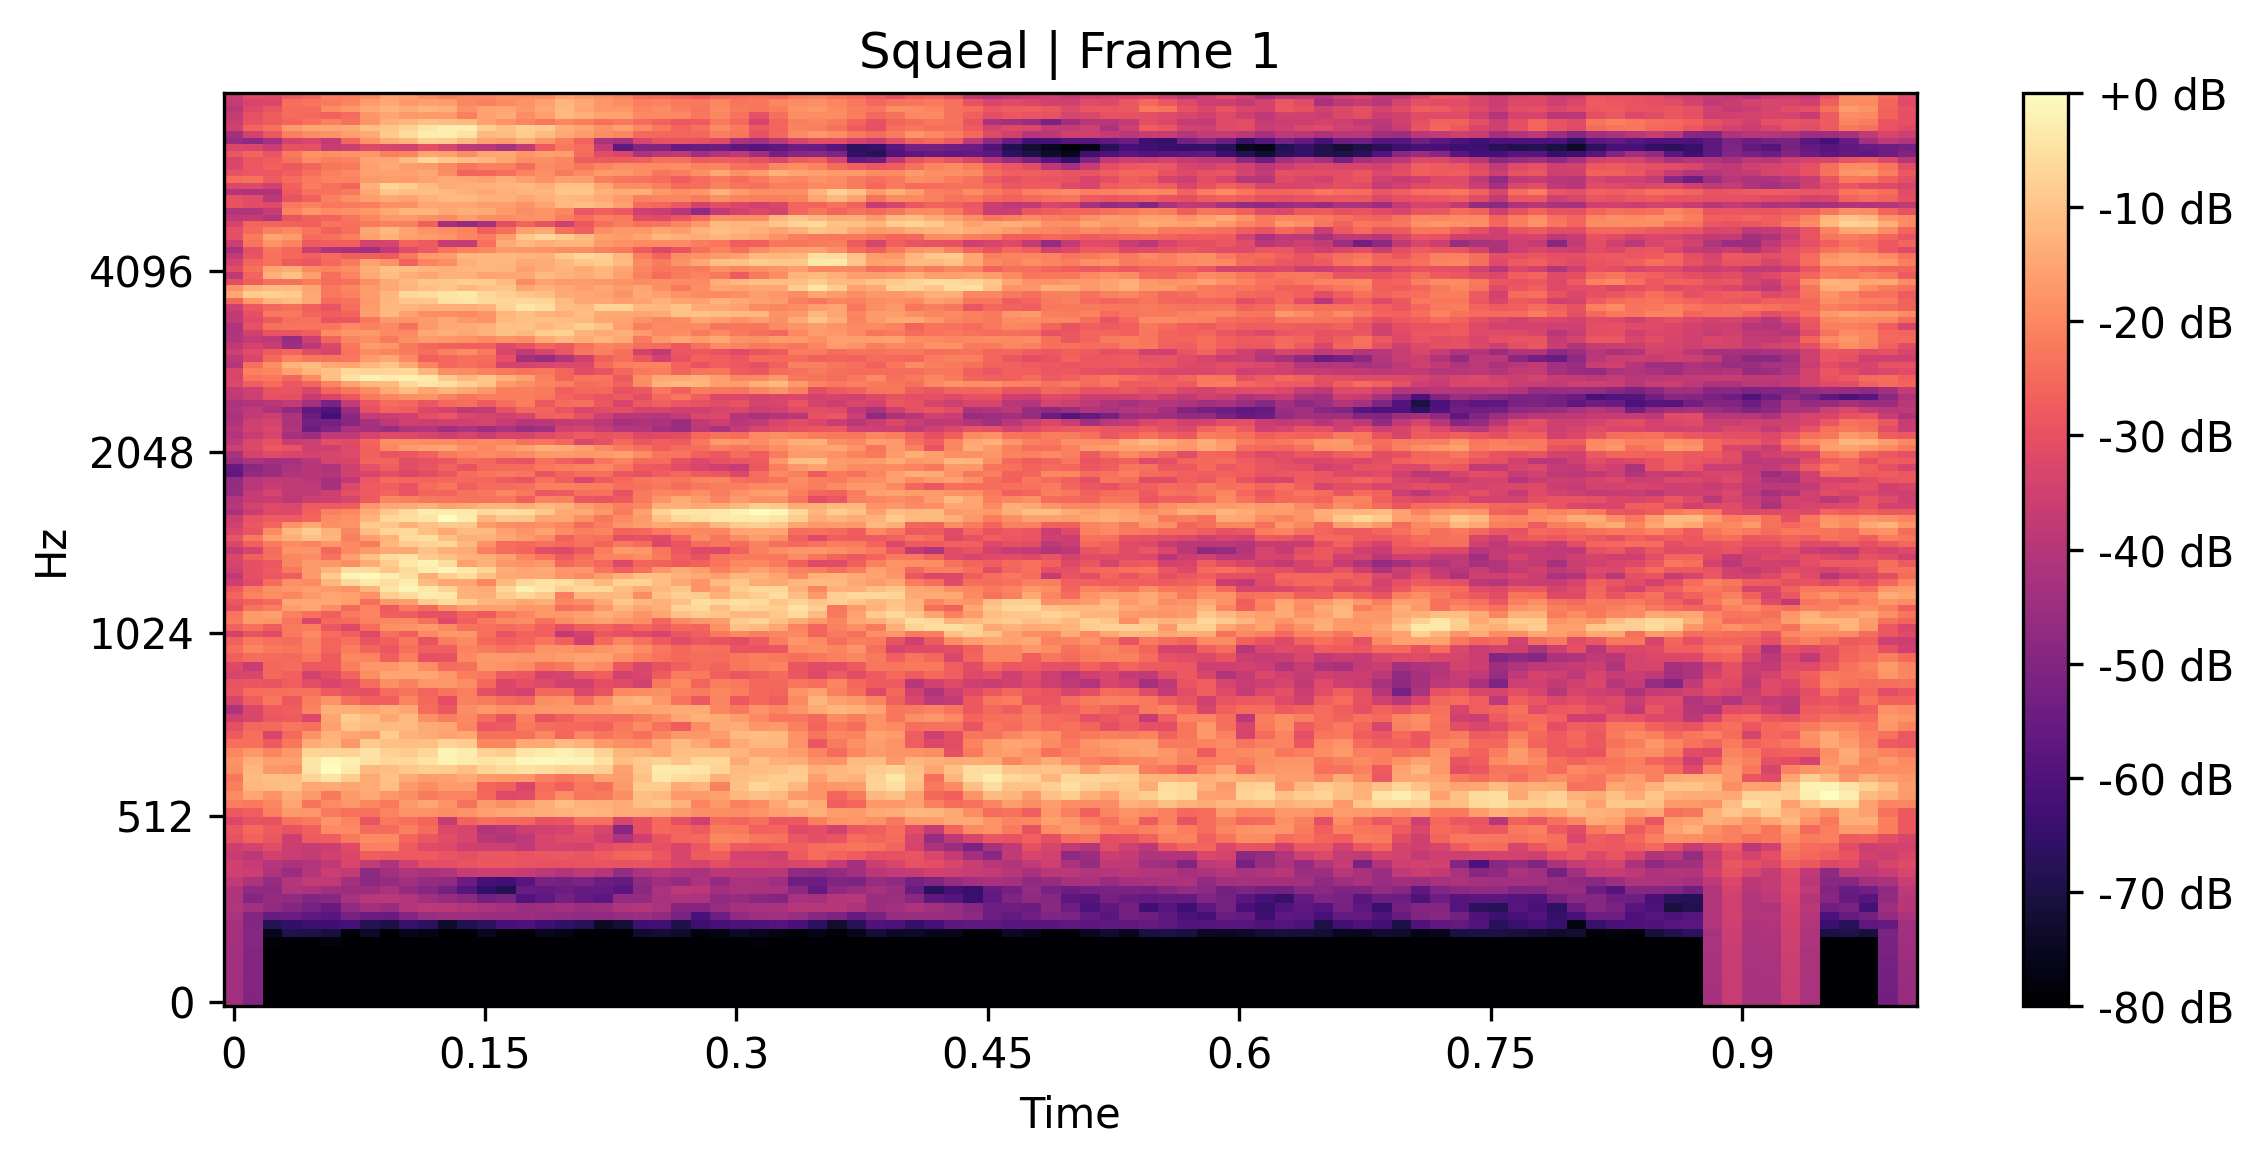 Squeal | Frame 1
+0 dB
-10 dB
4096
-20 dB
-30 dB
2048
-40 dB
Hz
1024
-50 dB
-60 dB
512
-70 dB
0
-80 dB
0 0.15 0.3 0.45 0.6 0.75 0.9
Time